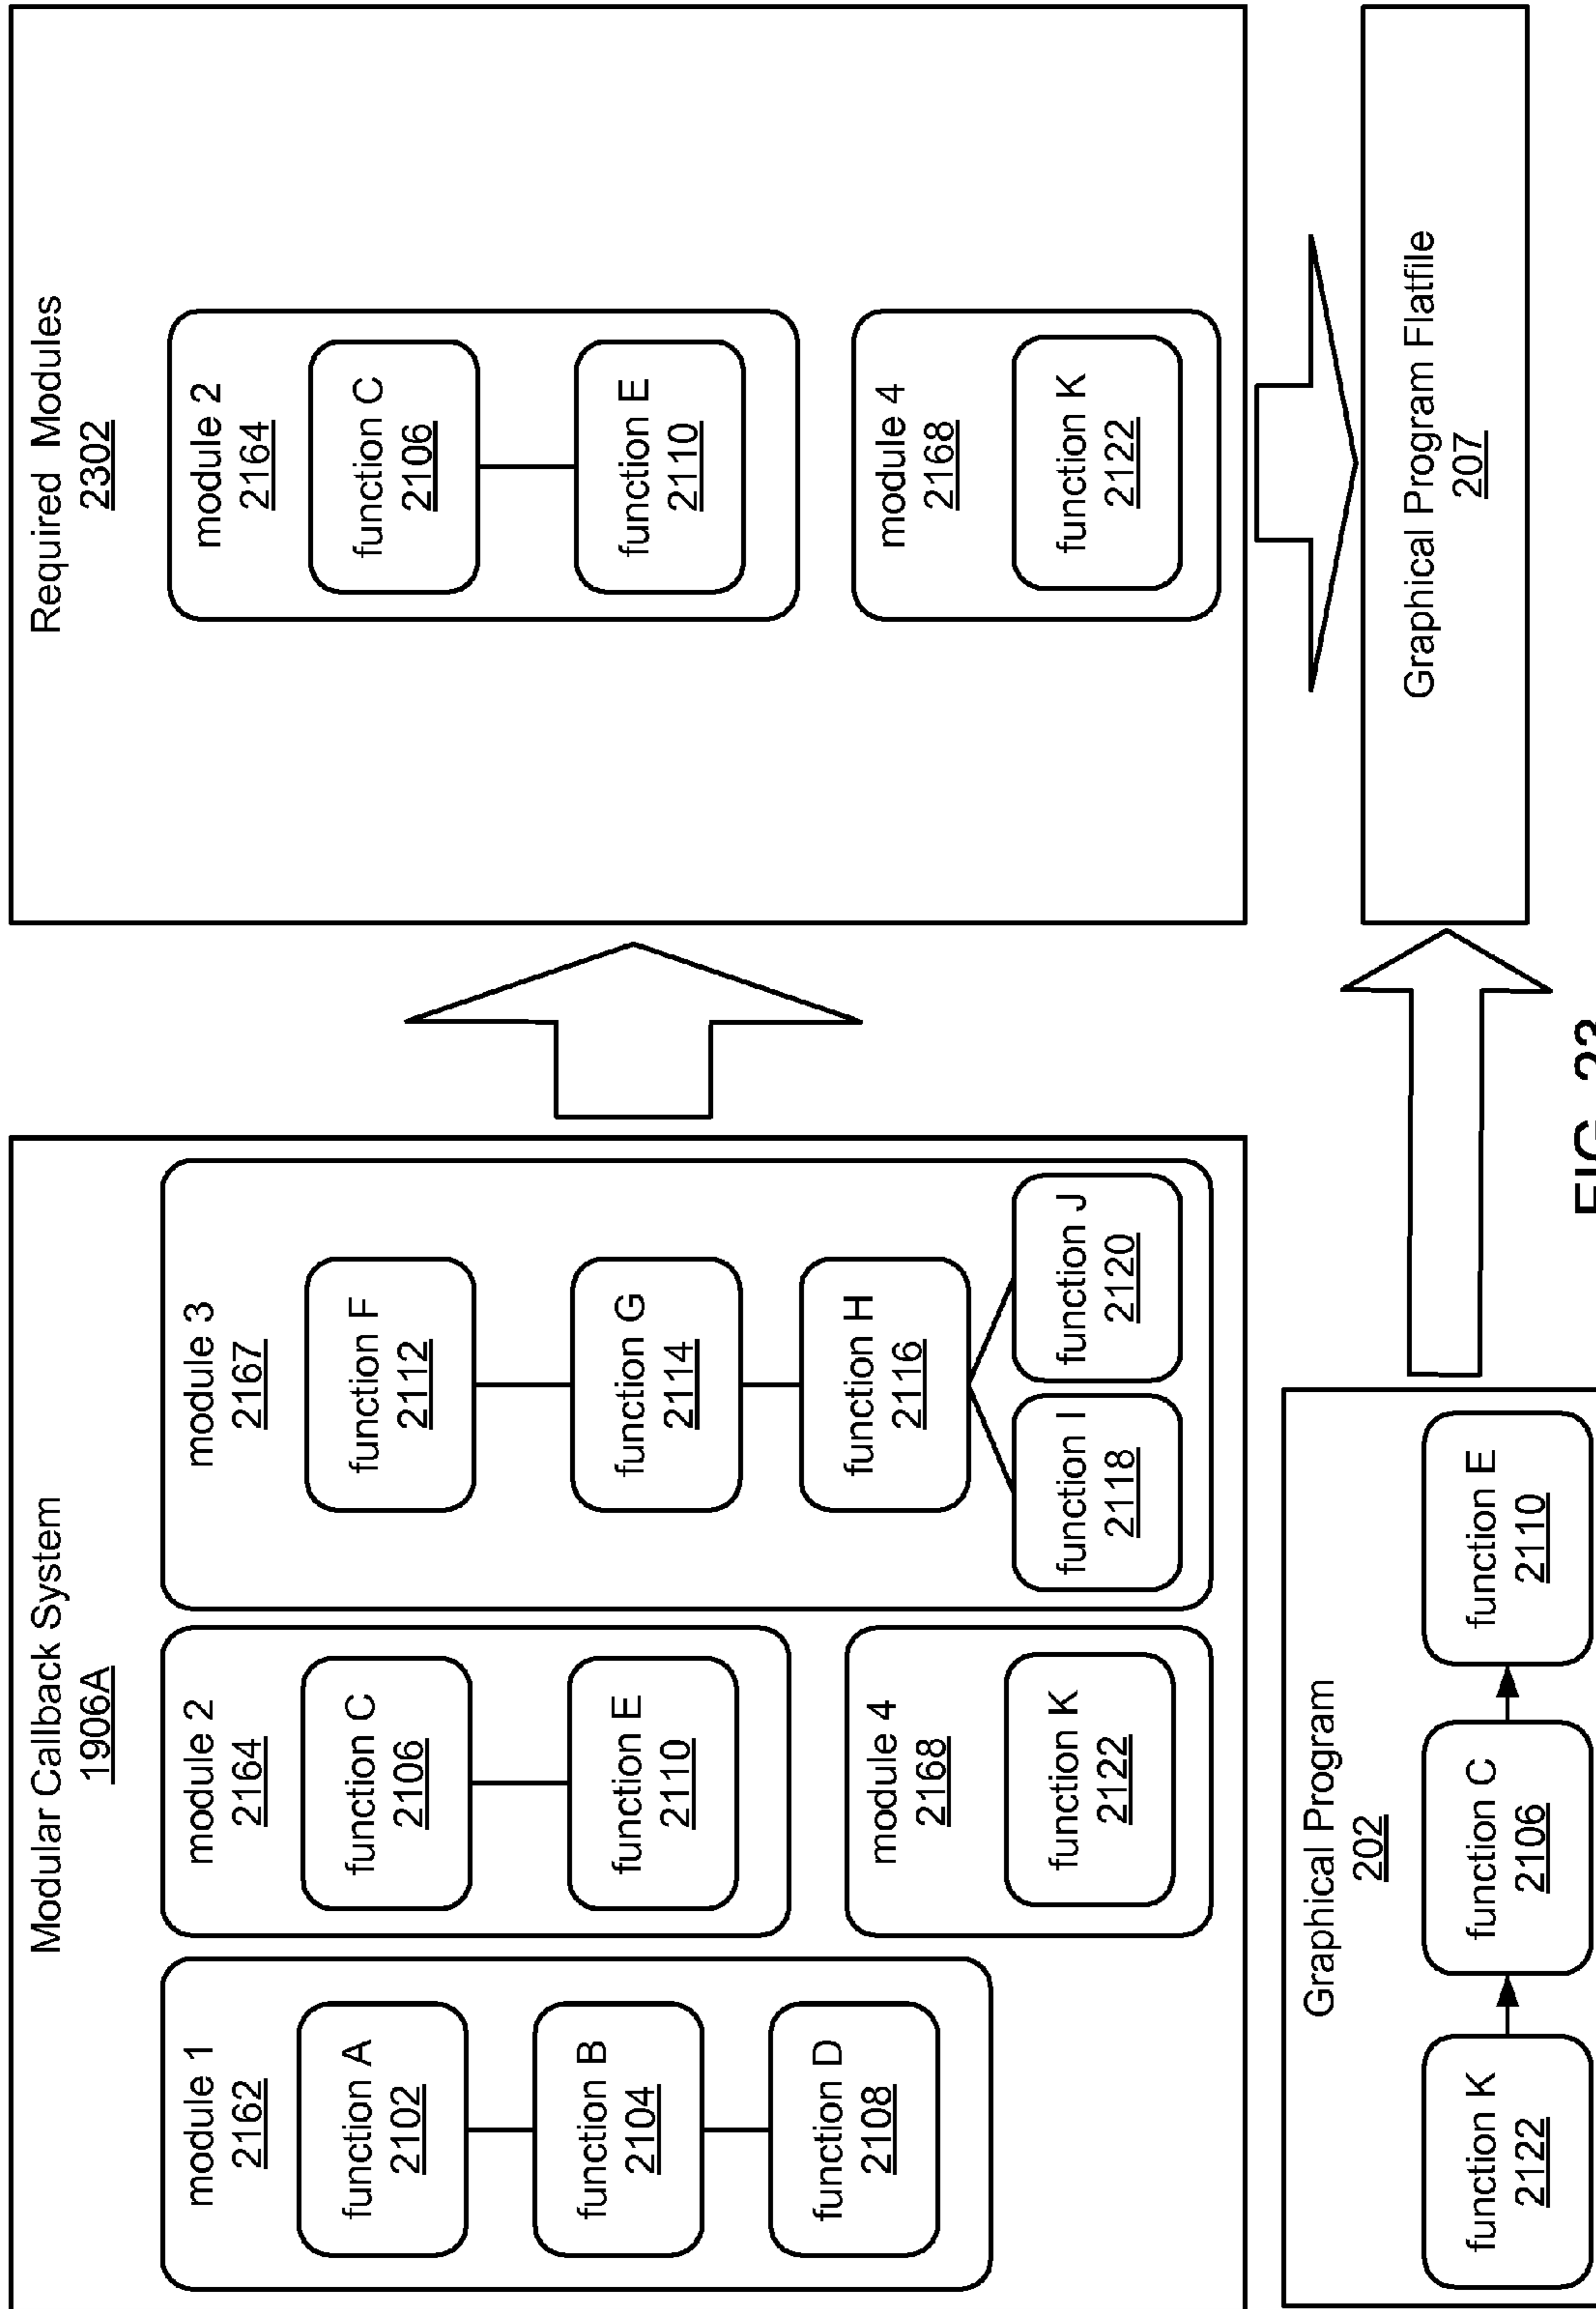 Modular Callback System
1906A
module 1
2162
function A
2102
function B
2104
function D
2108
module 2
2164
function C
2106
function E
2110
module 4
2168
function K
2122
module 3
2167
function F
2112
function G
2114
function H
2116
function I
2118
function J
2120
Required Modules
2302
module 2
2164
function C
2106
function E
2110
module 4
2168
function K
2122
Graphical Program
202
function K
2122
function C
2106
function E
2110
Graphical Program Flatfile
207
FIG. 23